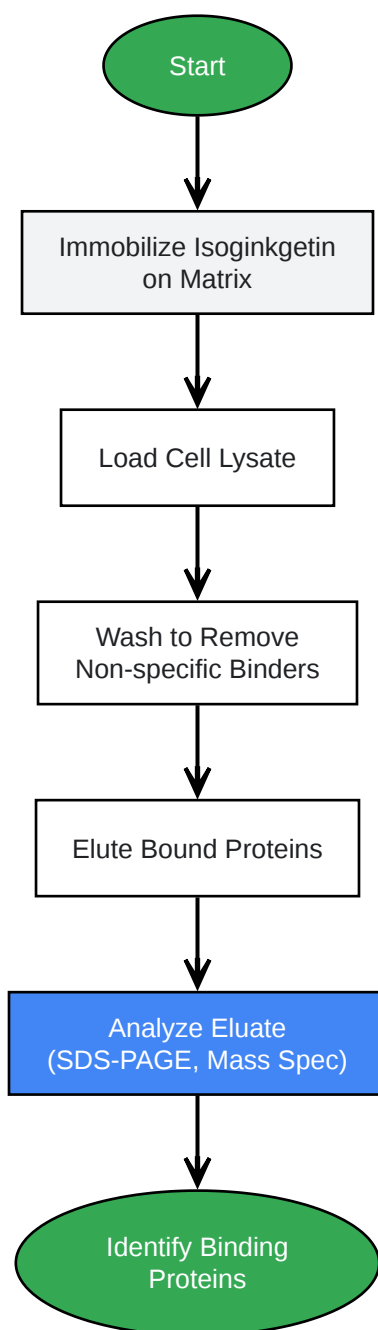 Start
Immobilize Isoginkgetin
on Matrix
Load Cell Lysate
Wash to Remove
Non-specific Binders
Elute Bound Proteins
Analyze Eluate
(SDS-PAGE, Mass Spec)
Identify Binding
Proteins